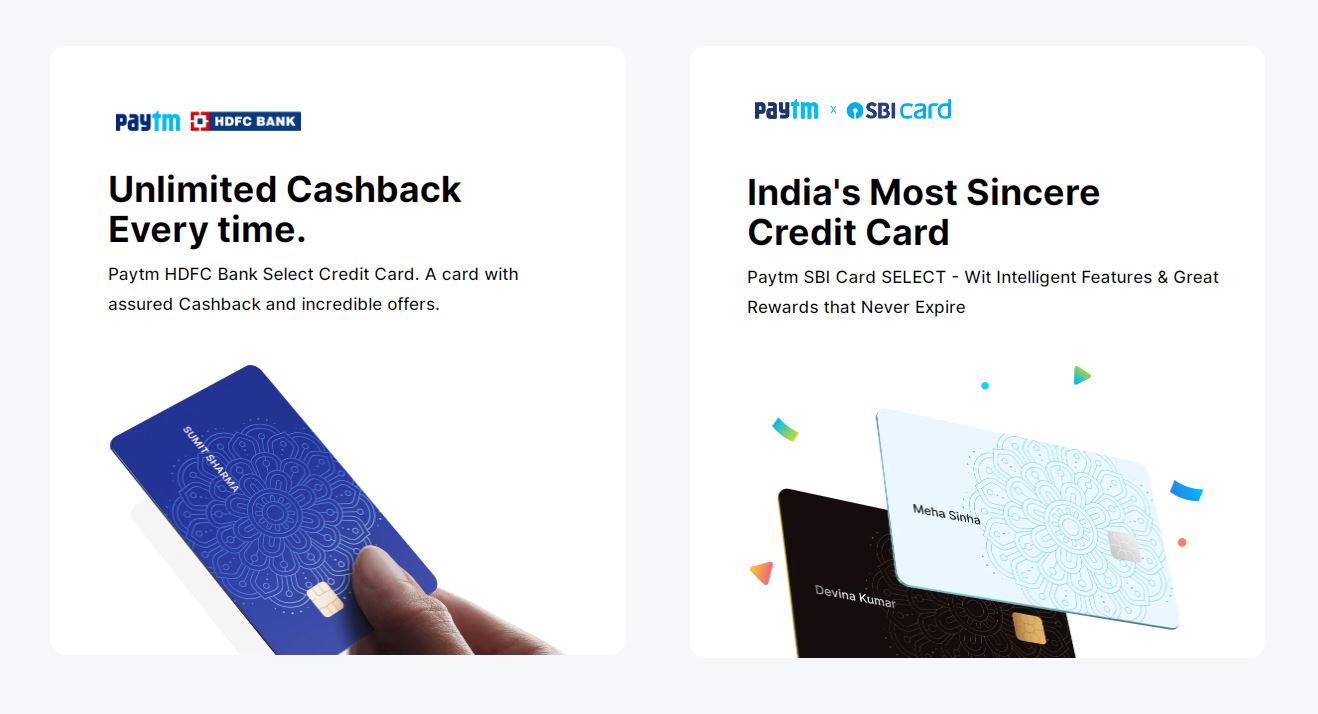 paytm HDFC BANK
Unlimited Cashback
Every time.
Paytm HDFC Bank Select Credit Card. A card with
assured Cashback and incredible offers.
SUMIT SHARMA
paytm x SBI card
India's Most Sincere
Credit Card
Paytm SBI Card SELECT - Wit Intelligent Features & Great
Rewards that Never Expire
Meha Sinha
Devina Kumar